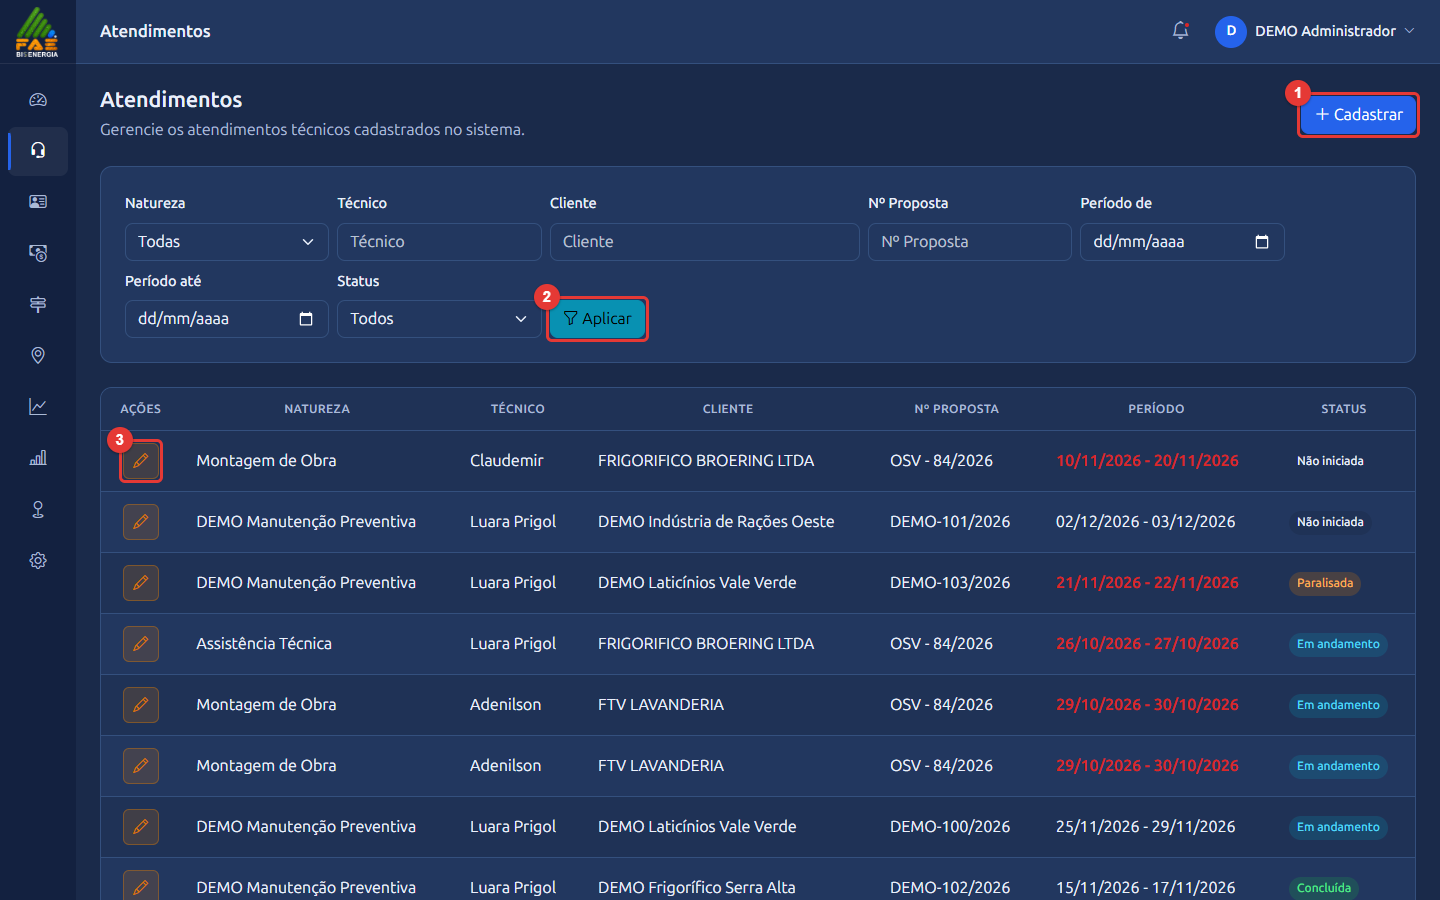 FAE
BISENERGIA
Atendimentos
D
DEMO Administrador
Atendimentos
Gerencie os atendimentos técnicos cadastrados no sistema.
1
+ Cadastrar
Natureza Técnico Cliente Nº Proposta Período de
Todas Técnico Cliente Nº Proposta dd/mm/aaaa
Período até Status
dd/mm/aaaa Todos 2 Aplicar
AÇÕES NATUREZA TÉCNICO CLIENTE Nº PROPOSTA PERÍODO STATUS
3
Montagem de Obra Claudemir FRIGORIFICO BROERING LTDA OSV - 84/2026 10/11/2026 - 20/11/2026 Não iniciada
DEMO Manutenção Preventiva Luara Prigol DEMO Indústria de Rações Oeste DEMO-101/2026 02/12/2026 - 03/12/2026 Não iniciada
DEMO Manutenção Preventiva Luara Prigol DEMO Laticínios Vale Verde DEMO-103/2026 21/11/2026 - 22/11/2026 Paralisada
Assistência Técnica Luara Prigol FRIGORIFICO BROERING LTDA OSV - 84/2026 26/10/2026 - 27/10/2026 Em andamento
Montagem de Obra Adenilson FTV LAVANDERIA OSV - 84/2026 29/10/2026 - 30/10/2026 Em andamento
Montagem de Obra Adenilson FTV LAVANDERIA OSV - 84/2026 29/10/2026 - 30/10/2026 Em andamento
DEMO Manutenção Preventiva Luara Prigol DEMO Laticínios Vale Verde DEMO-100/2026 25/11/2026 - 29/11/2026 Em andamento
DEMO Manutenção Preventiva Luara Prigol DEMO Frigorífico Serra Alta DEMO-102/2026 15/11/2026 - 17/11/2026 Concluída